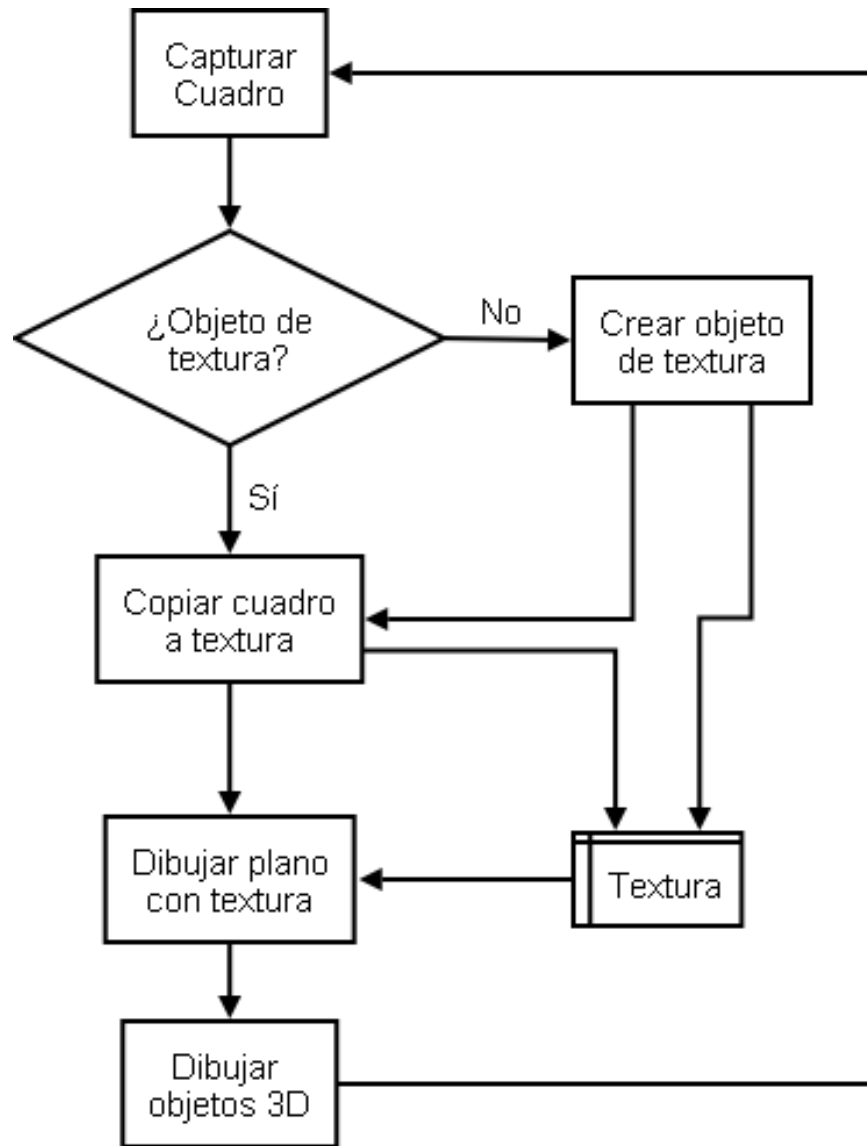 Capturar
Cuadro
¿Objeto de
textura?
No
Crear objeto
de textura
Sí
Copiar cuadro
a textura
Dibujar plano
con textura
Textura
Dibujar
objetos 3D